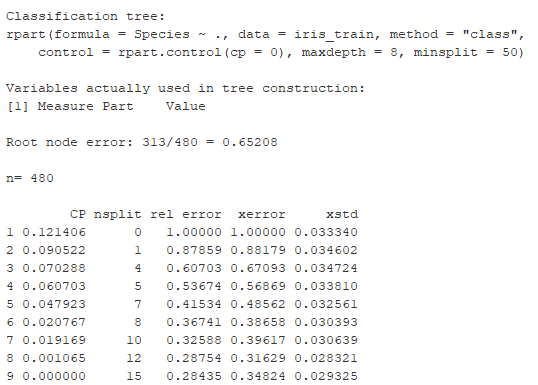 Classification tree:
rpart(formula = Species ~ ., data = iris_train, method = "class",
    control = rpart.control(cp = 0), maxdepth = 8, minsplit = 50)

Variables actually used in tree construction:
[1] Measure Part    Value

Root node error: 313/480 = 0.65208

n= 480

        CP nsplit rel error  xerror     xstd
1 0.121406      0   1.00000 1.00000 0.033340
2 0.090522      1   0.87859 0.88179 0.034602
3 0.070288      4   0.60703 0.67093 0.034724
4 0.060703      5   0.53674 0.56869 0.033810
5 0.047923      7   0.41534 0.48562 0.032561
6 0.020767      8   0.36741 0.38658 0.030393
7 0.019169     10   0.32588 0.39617 0.030639
8 0.001065     12   0.28754 0.31629 0.028321
9 0.000000     15   0.28435 0.34824 0.029325